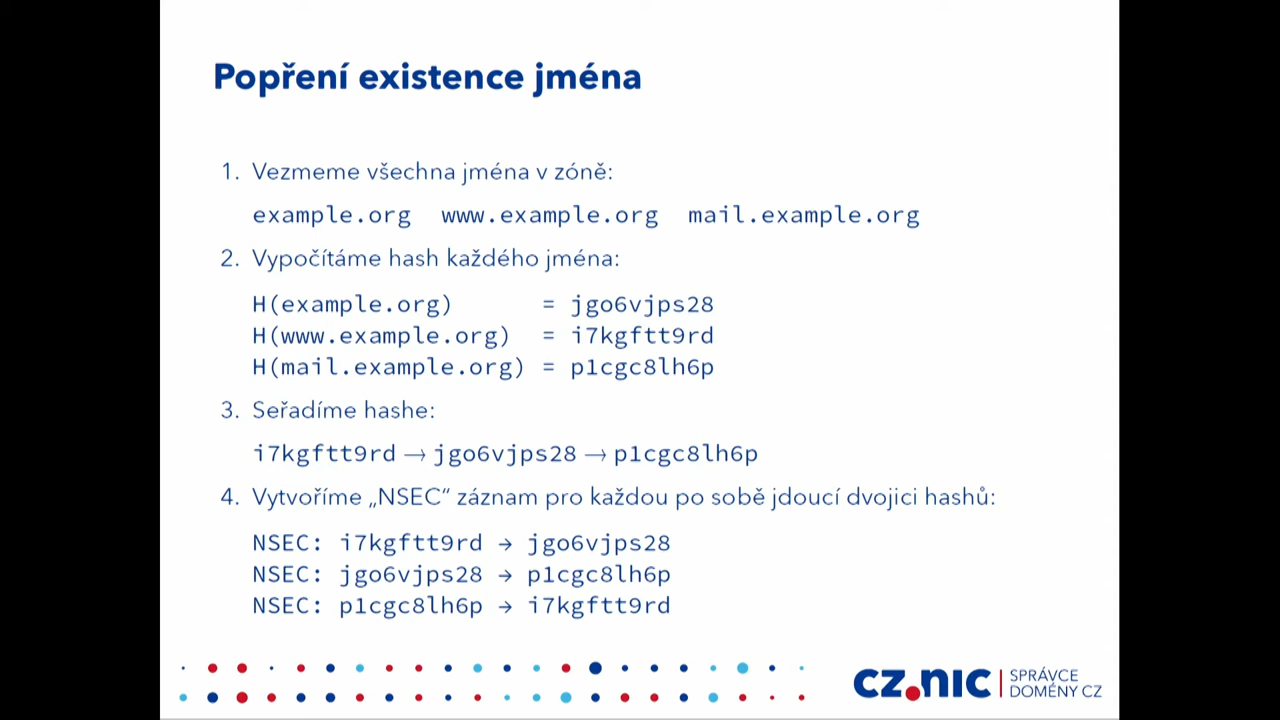 Popření existence jména
1. Vezmeme všechna jména v zóně:
example.org www.example.org mail.example.org
2. Vypočítáme hash každého jména:
H(example.org) = jgo6vjps28
H(www.example.org) = i7kgftt9rd
H(mail.example.org) = p1cgc8lh6p
3. Seřadíme hashe:
i7kgftt9rd → jgo6vjps28 → p1cgc8lh6p
4. Vytvoříme „NSEC“ záznam pro každou po sobě jdoucí dvojici hashů:
NSEC: i7kgftt9rd → jgo6vjps28
NSEC: jgo6vjps28 → p1cgc8lh6p
NSEC: p1cgc8lh6p → i7kgftt9rd
cz.nic
SPRÁVCE
DOMÉNY CZ